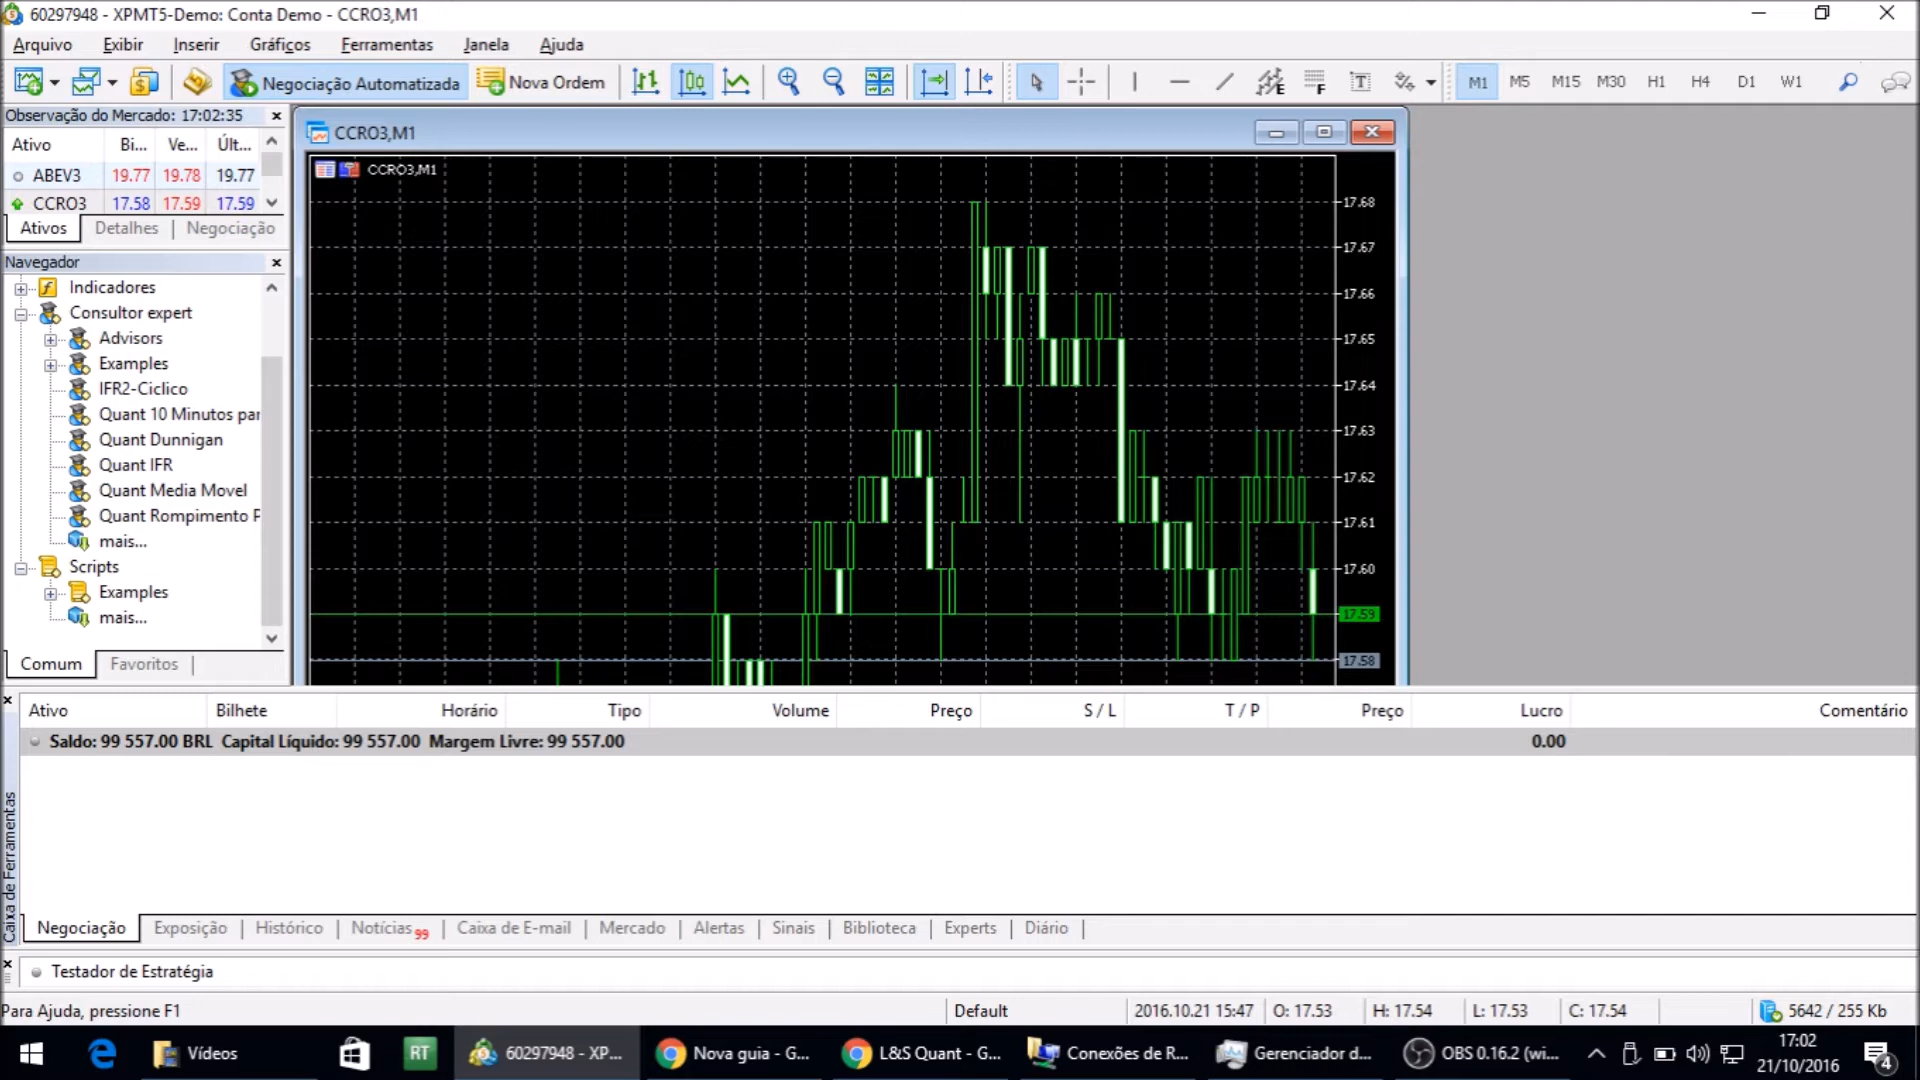 60297948 - XPMT5-Demo: Conta Demo - CCRO3,M1
Arquivo Exibir Inserir Gráficos Ferramentas Janela Ajuda
Negociação Automatizada Nova Ordem M1 M5 M15 M30 H1 H4 D1 W1
Observação do Mercado: 17:02:35
Ativo Bi... Ve... Últ...
ABEV3 19.77 19.78 19.77
CCRO3 17.58 17.59 17.59
Ativos Detalhes Negociação
Navegador
Indicadores
Consultor expert
Advisors
Examples
IFR2-Ciclico
Quant 10 Minutos par
Quant Dunnigan
Quant IFR
Quant Media Movel
Quant Rompimento P
mais...
Scripts
Examples
mais...
Comum Favoritos
CCRO3,M1
CCRO3,M1
17.68
17.67
17.66
17.65
17.64
17.63
17.62
17.61
17.60
17.59
17.58
Ativo Bilhete Horário Tipo Volume Preço S / L T / P Preço Lucro Comentário
Saldo: 99 557.00 BRL Capital Líquido: 99 557.00 Margem Livre: 99 557.00 0.00
Caixa de Ferramentas
Negociação Exposição Histórico Notícias 99 Caixa de E-mail Mercado Alertas Sinais Biblioteca Experts Diário
Testador de Estratégia
Para Ajuda, pressione F1 Default 2016.10.21 15:47 O: 17.53 H: 17.54 L: 17.53 C: 17.54 5642 / 255 Kb
Vídeos RT 60297948 - XP... Nova guia - G... L&S Quant - G... Conexões de R... Gerenciador d... OBS 0.16.2 (wi... 17:02
21/10/2016 4